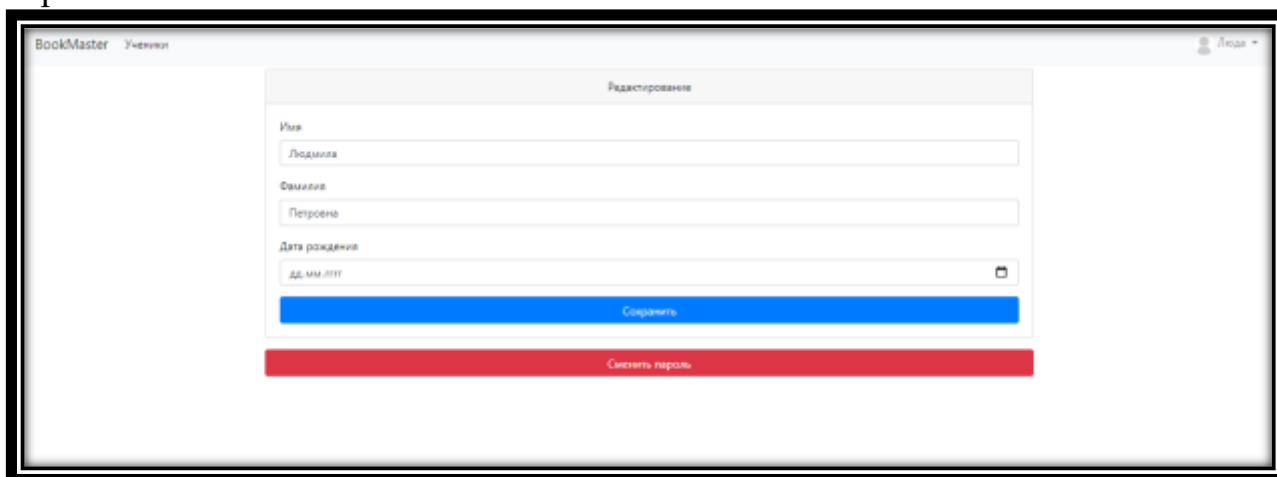 BookMaster Ученики Люда
Редактирование
Имя
Людмила
Фамилия
Петровна
Дата рождения
дд.мм.гггг
Сохранить
Сменить пароль